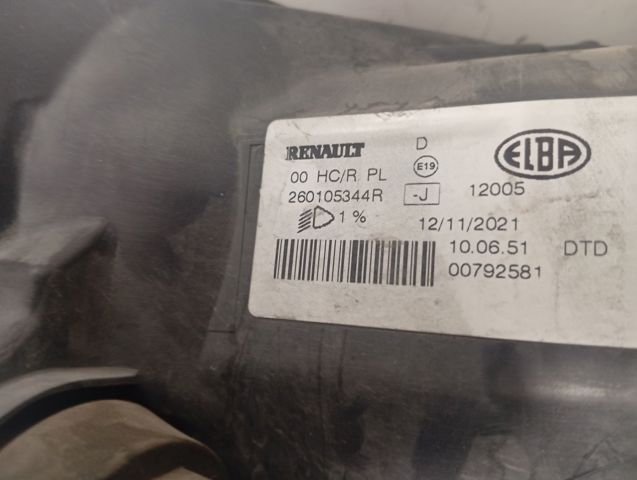 RENAULT D ELBA
00 HC/R PL E19
260105344R -J 12005
1 % 12/11/2021
10.06.51 DTD
00792581